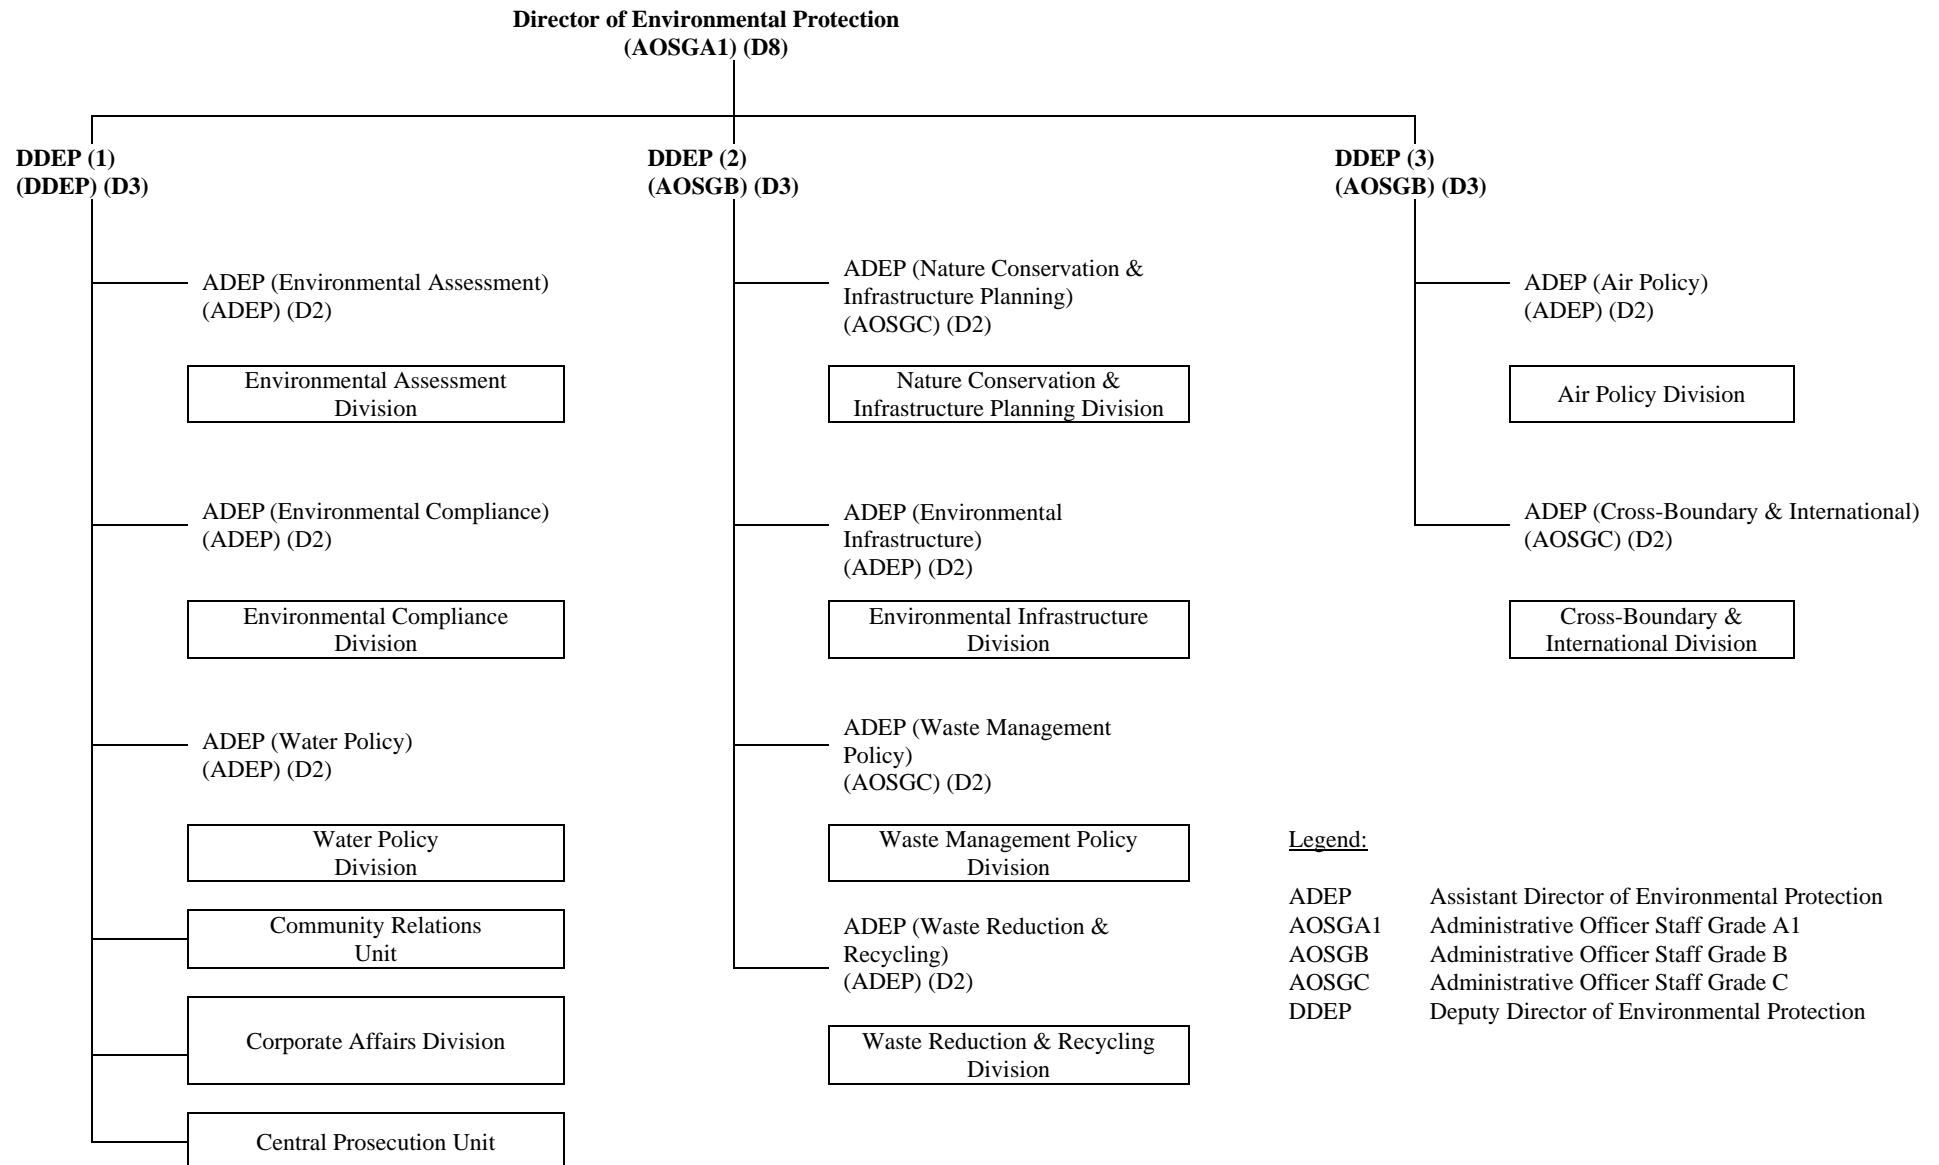 Director of Environmental Protection
(AOSGA1) (D8)
DDEP (1)
(DDEP) (D3)
ADEP (Environmental Assessment)
(ADEP) (D2)
Environmental Assessment
Division
ADEP (Environmental Compliance)
(ADEP) (D2)
Environmental Compliance
Division
ADEP (Water Policy)
(ADEP) (D2)
Water Policy
Division
Community Relations
Unit
Corporate Affairs Division
Central Prosecution Unit
DDEP (2)
(AOSGB) (D3)
ADEP (Nature Conservation &
Infrastructure Planning)
(AOSGC) (D2)
Nature Conservation &
Infrastructure Planning Division
ADEP (Environmental
Infrastructure)
(ADEP) (D2)
Environmental Infrastructure
Division
ADEP (Waste Management
Policy)
(AOSGC) (D2)
Waste Management Policy
Division
ADEP (Waste Reduction &
Recycling)
(ADEP) (D2)
Waste Reduction & Recycling
Division
DDEP (3)
(AOSGB) (D3)
ADEP (Air Policy)
(ADEP) (D2)
Air Policy Division
ADEP (Cross-Boundary & International)
(AOSGC) (D2)
Cross-Boundary &
International Division
Legend:
ADEP Assistant Director of Environmental Protection
AOSGA1 Administrative Officer Staff Grade A1
AOSGB Administrative Officer Staff Grade B
AOSGC Administrative Officer Staff Grade C
DDEP Deputy Director of Environmental Protection